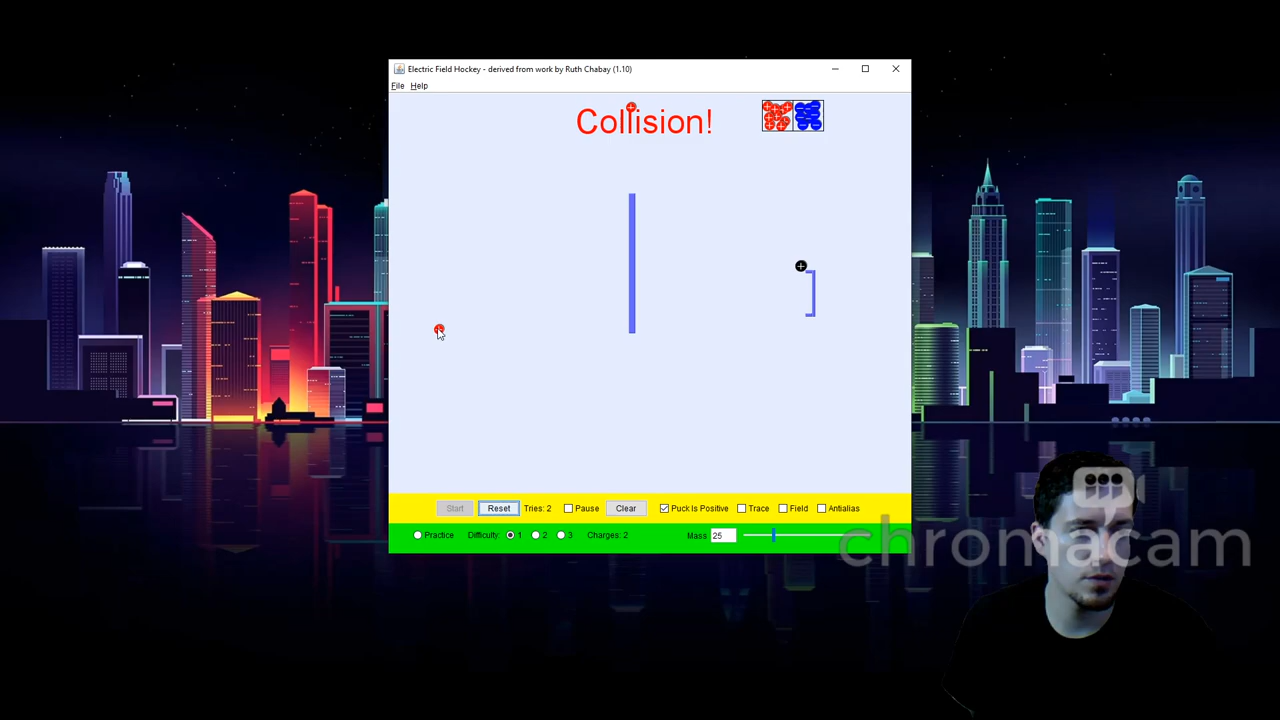 Electric Field Hockey - derived from work by Ruth Chabay (1.10)
File Help
Collision!
Start Reset Tries: 2 Pause Clear Puck Is Positive Trace Field Antialias
Practice Difficulty: 1 2 3 Charges: 2 Mass 25
chromacam